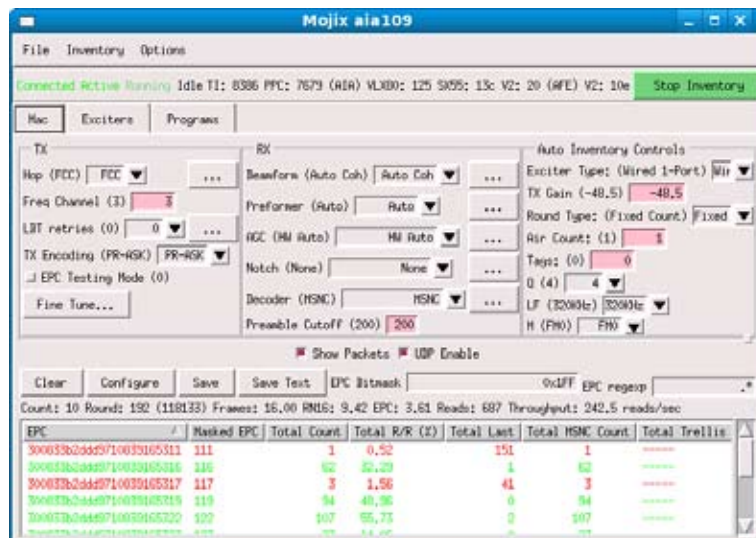 Mojix aia109
File Inventory Options
Connected Active Running Idle TI: 8386 PPC: 7679 (AIA) VLX80: 125 SX55: 13c V2: 20 (AFE) V2: 10e Stop Inventory
Mac Exciters Programs
TX
Hop (FCC) FCC ...
Freq Channel (3) 3
LBT retries (0) 0 ...
TX Encoding (PR-ASK) PR-ASK
EPC Testing Mode (0)
Fine Tune...
RX
Beamform (Auto Coh) Auto Coh ...
Preformer (Auto) Auto ...
AGC (HW Auto) HW Auto ...
Notch (None) None ...
Decoder (MSNC) MSNC ...
Preamble Cutoff (200) 200
Auto Inventory Controls
Exciter Type: (Wired 1-Port) Wir
TX Gain (-48.5) -48.5
Round Type: (Fixed Count) Fixed
Air Count: (1) 1
Tags: (0) 0
Q (4) 4
LF (320KHz) 320KHz
M (FM0) FM0
Show Packets UDP Enable
Clear Configure Save Save Text EPC Bitmask 0x1FF EPC regexp .*
Count: 10 Round: 192 (118133) Frames: 16.00 RN16: 9.42 EPC: 3.61 Reads: 687 Throughput: 242.5 reads/sec
EPC / Masked EPC Total Count Total R/R (%) Total Last Total MSNC Count Total Trellis
300833b2ddd9710839165311 111 1 0.52 151 1 -----
300833b2ddd9710839165316 116 62 32.29 1 62 -----
300833b2ddd9710839165317 117 3 1.56 41 3 -----
300833b2ddd9710839165319 119 94 48.96 0 94 -----
300833b2ddd9710839165322 122 107 55.73 2 107 -----